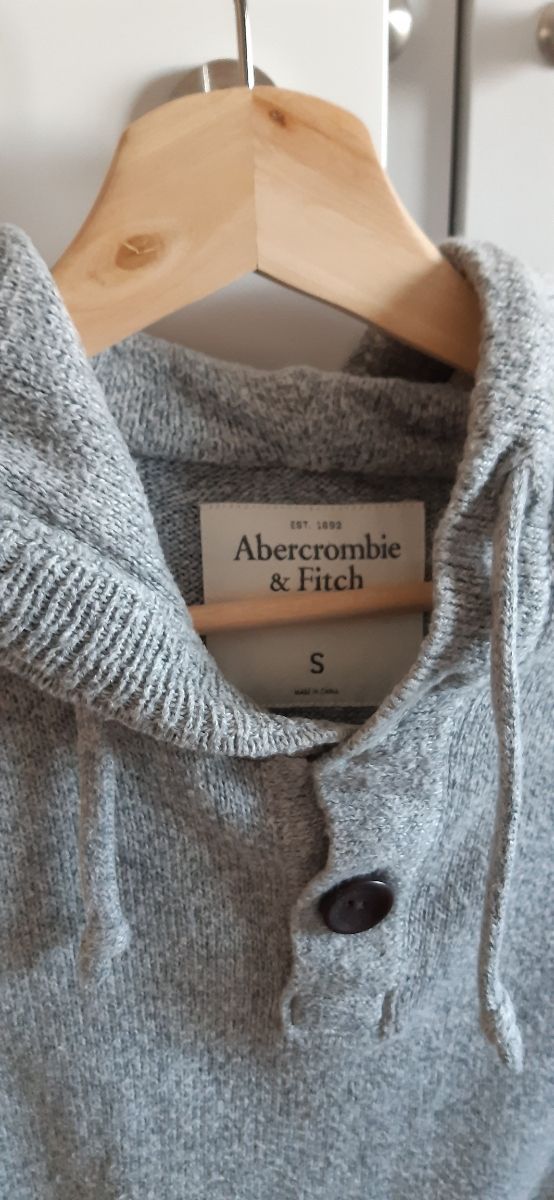 EST. 1892
Abercrombie
& Fitch
S
MADE IN CHINA